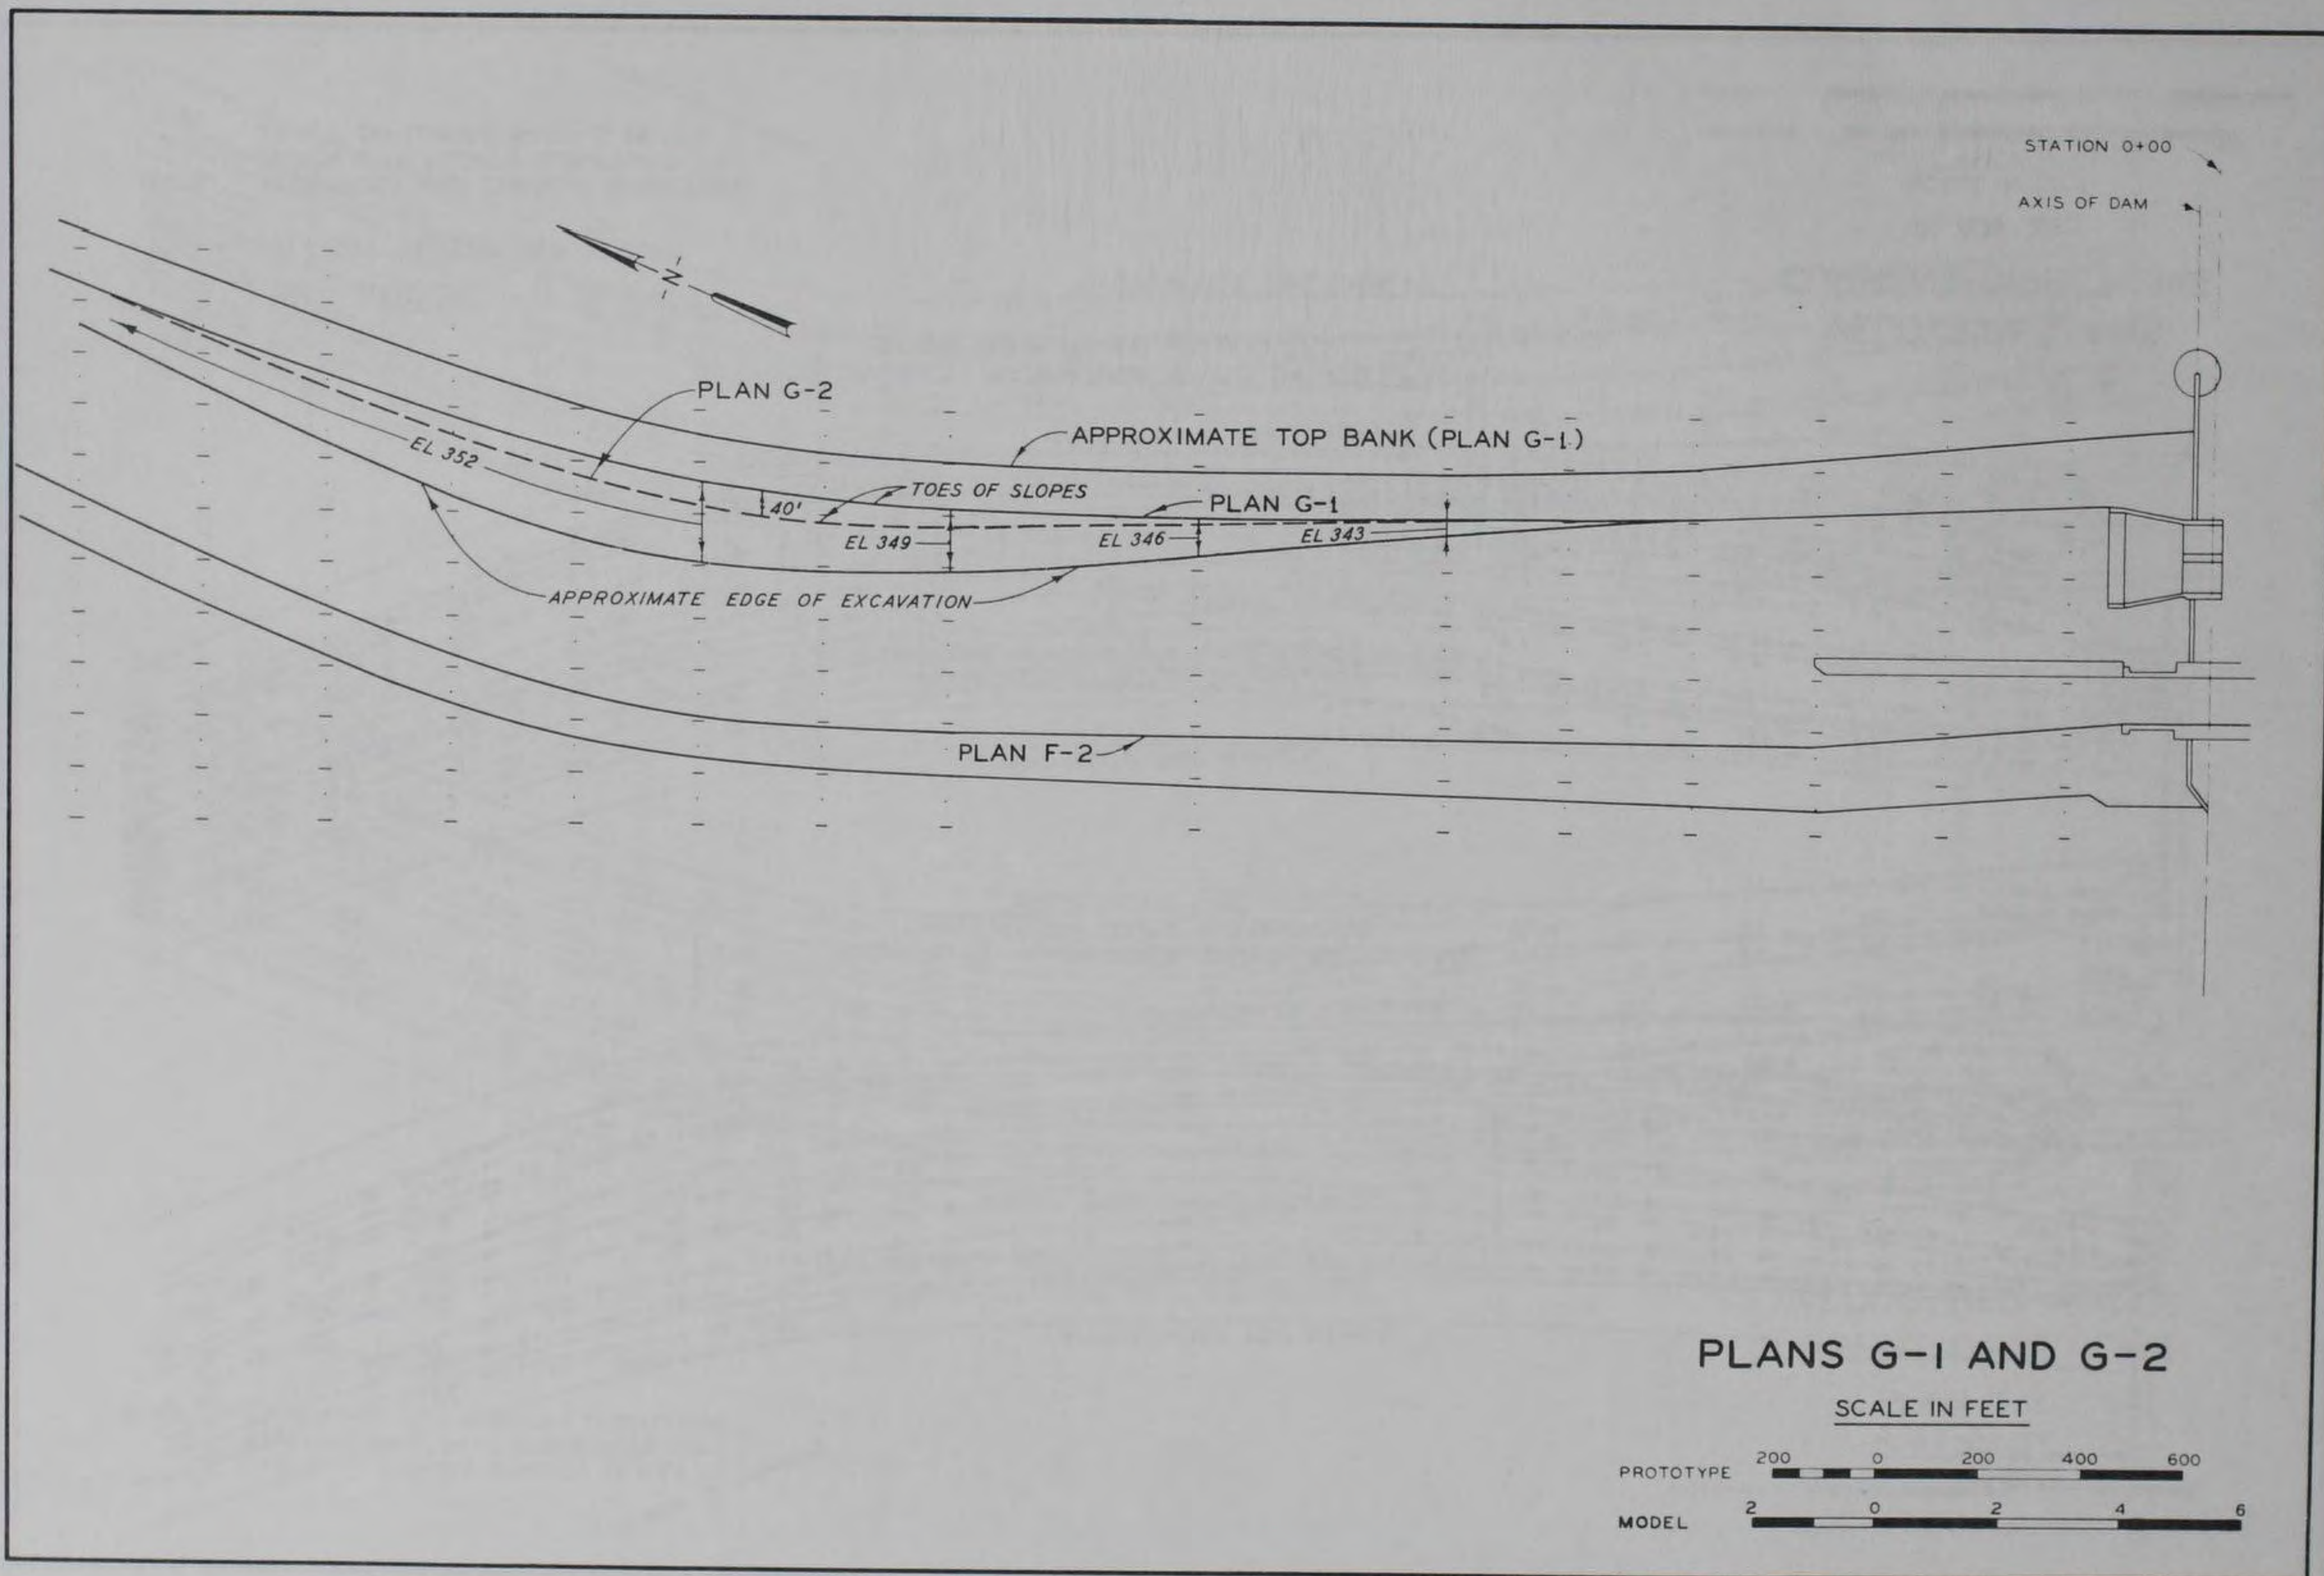 STATION 0+00
AXIS OF DAM
N
PLAN G-2
APPROXIMATE TOP BANK (PLAN G-1)
EL 352
TOES OF SLOPES
40'
PLAN G-1
EL 349
EL 346
EL 343
APPROXIMATE EDGE OF EXCAVATION
PLAN F-2
PLANS G-1 AND G-2
SCALE IN FEET
PROTOTYPE 200 0 200 400 600
MODEL 2 0 2 4 6